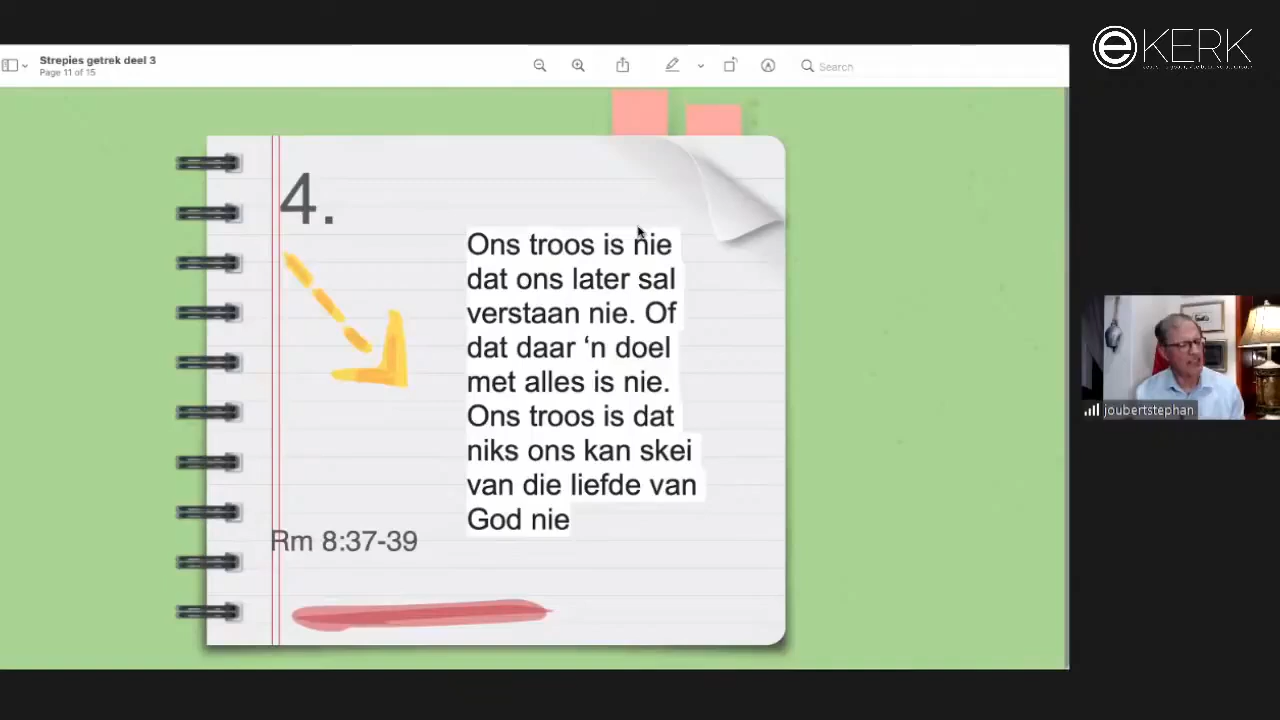 eKERK
Strepies getrek deel 3
Page 11 of 15
Search
4.
Ons troos is nie
dat ons later sal
verstaan nie. Of
dat daar ‘n doel
met alles is nie.
Ons troos is dat
niks ons kan skei
van die liefde van
God nie
Rm 8:37-39
joubertstephan